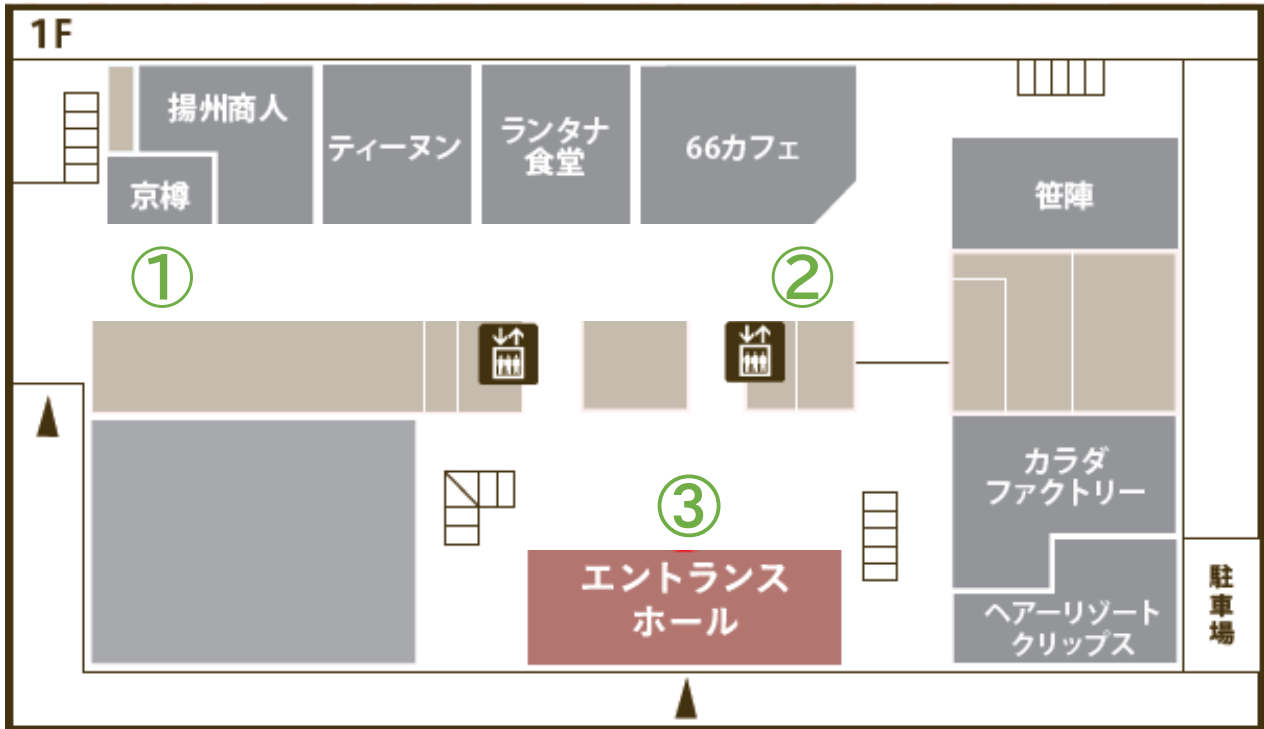 1F
揚州商人
ティーヌン
ランタナ
食堂
66カフェ
京樽
笹陣
①
②
カラダ
ファクトリー
③
エントランス
ホール
ヘアーリゾート
クリップス
駐車場